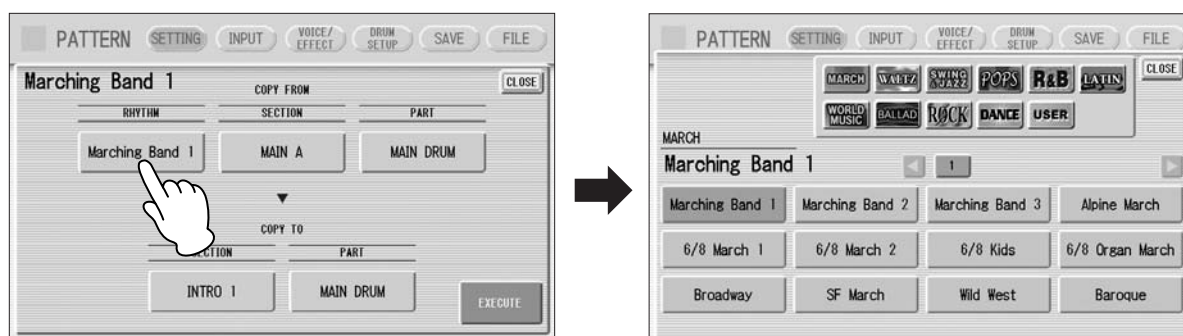 PATTERN SETTING INPUT VOICE/EFFECT DRUM SETUP SAVE FILE
Marching Band 1 CLOSE
COPY FROM
RHYTHM SECTION PART
Marching Band 1 MAIN A MAIN DRUM
COPY TO
SECTION PART
INTRO 1 MAIN DRUM EXECUTE
PATTERN SETTING INPUT VOICE/EFFECT DRUM SETUP SAVE FILE
MARCH WALTZ SWING &JAZZ POPS R&B LATIN CLOSE
WORLD MUSIC BALLAD ROCK DANCE USER
MARCH
Marching Band 1 1
Marching Band 1 Marching Band 2 Marching Band 3 Alpine March
6/8 March 1 6/8 March 2 6/8 Kids 6/8 Organ March
Broadway SF March Wild West Baroque